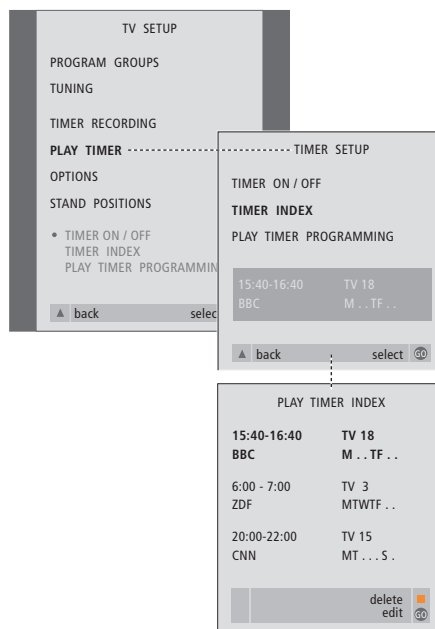 TV SETUP
PROGRAM GROUPS
TUNING
TIMER RECORDING
PLAY TIMER
OPTIONS
STAND POSITIONS
• TIMER ON / OFF
TIMER INDEX
PLAY TIMER PROGRAMMIN
▲ back selec
TIMER SETUP
TIMER ON / OFF
TIMER INDEX
PLAY TIMER PROGRAMMING
15:40-16:40 TV 18
BBC M . . TF . .
▲ back select GO
PLAY TIMER INDEX
15:40-16:40 TV 18
BBC M . . TF . .
6:00 - 7:00 TV 3
ZDF MTWTF . .
20:00-22:00 TV 15
CNN MT . . . S .
delete
edit GO